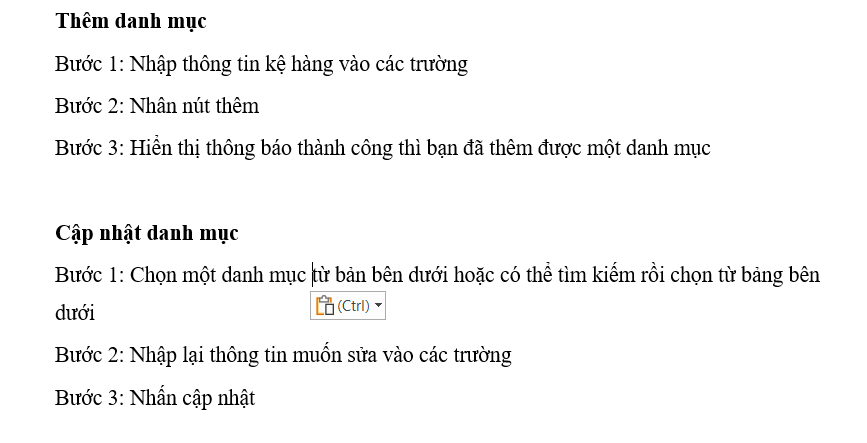 Thêm danh mục
Bước 1: Nhập thông tin kệ hàng vào các trường
Bước 2: Nhân nút thêm
Bước 3: Hiển thị thông báo thành công thì bạn đã thêm được một danh mục
Cập nhật danh mục
Bước 1: Chọn một danh mục từ bản bên dưới hoặc có thể tìm kiếm rồi chọn từ bảng bên
dưới
(Ctrl)
Bước 2: Nhập lại thông tin muốn sửa vào các trường
Bước 3: Nhấn cập nhật